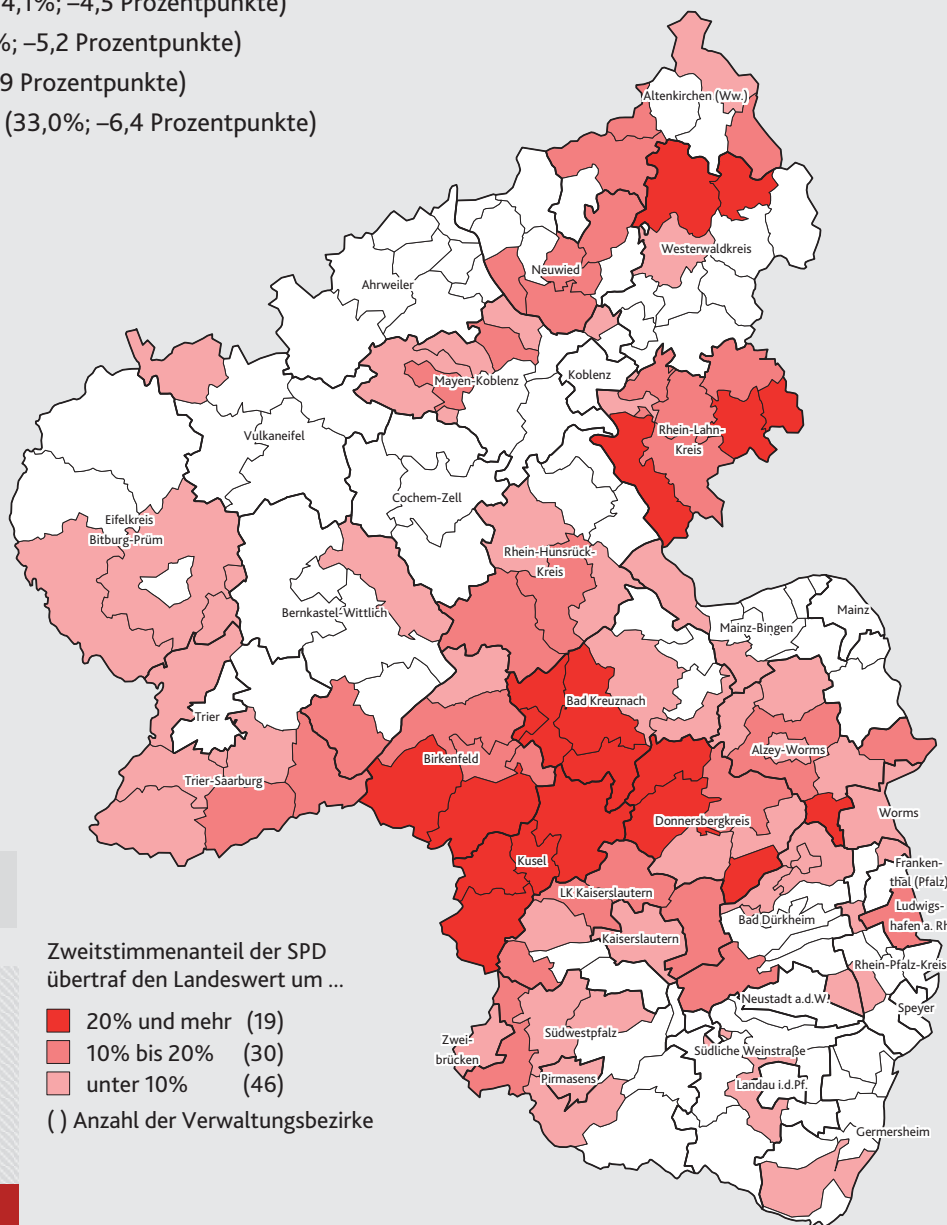 4,1%; –4,5 Prozentpunkte)
%; –5,2 Prozentpunkte)
9 Prozentpunkte)
(33,0%; –6,4 Prozentpunkte)
Altenkirchen (Ww.)
Westerwaldkreis
Neuwied
Ahrweiler
Koblenz
Mayen-Koblenz
Rhein-Lahn-
Kreis
Vulkaneifel
Cochem-Zell
Eifelkreis
Bitburg-Prüm
Rhein-Hunsrück-
Kreis
Bernkastel-Wittlich
Mainz
Mainz-Bingen
Bad Kreuznach
Trier
Alzey-Worms
Birkenfeld
Trier-Saarburg
Worms
Donnersbergkreis
Kusel
Franken-
thal (Pfalz)
LK Kaiserslautern
Ludwigs-
hafen a. Rh
Bad Dürkheim
Kaiserslautern
Rhein-Pfalz-Kreis
Neustadt a.d.W.
Speyer
Südwestpfalz
Zwei-
brücken
Südliche Weinstraße
Pirmasens
Landau i.d.Pf.
Germersheim
Zweitstimmenanteil der SPD
übertraf den Landeswert um ...
20% und mehr (19)
10% bis 20% (30)
unter 10% (46)
( ) Anzahl der Verwaltungsbezirke